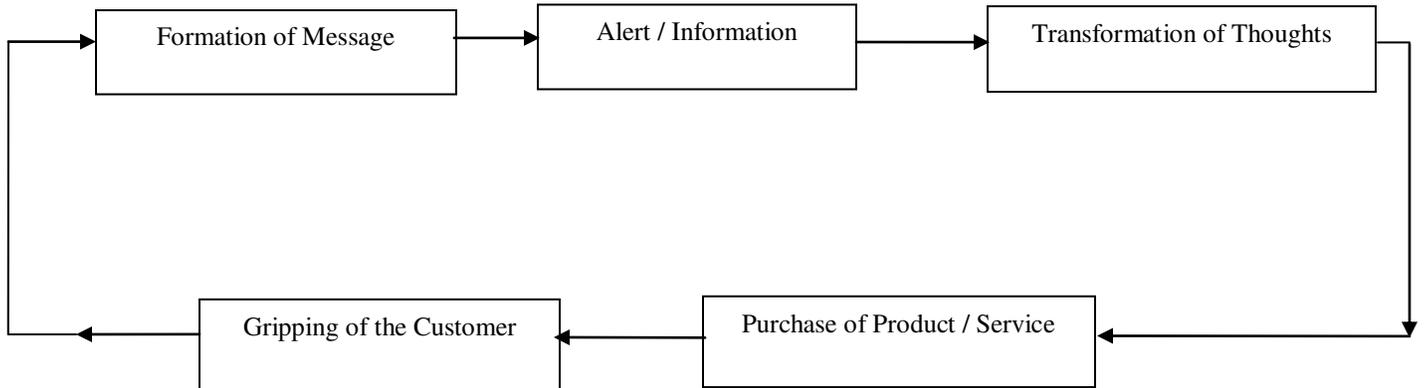 Formation of Message
Alert / Information
Transformation of Thoughts
Gripping of the Customer
Purchase of Product / Service